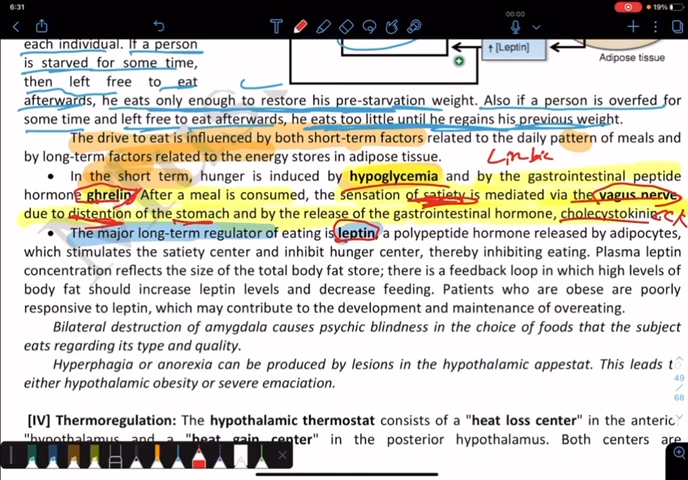 6:31
00:00
19%
each individual. If a person
is starved for some time,
then left free to eat
↑ [Leptin]
Adipose tissue
afterwards, he eats only enough to restore his pre-starvation weight. Also if a person is overfed for
some time and left free to eat afterwards, he eats too little until he regains his previous weight.
The drive to eat is influenced by both short-term factors related to the daily pattern of meals and
by long-term factors related to the energy stores in adipose tissue.
Limbic
• In the short term, hunger is induced by hypoglycemia and by the gastrointestinal peptide
hormone ghrelin. After a meal is consumed, the sensation of satiety is mediated via the vagus nerve
due to distention of the stomach and by the release of the gastrointestinal hormone, cholecystokinin
CCK
• The major long-term regulator of eating is leptin, a polypeptide hormone released by adipocytes,
which stimulates the satiety center and inhibit hunger center, thereby inhibiting eating. Plasma leptin
concentration reflects the size of the total body fat store; there is a feedback loop in which high levels of
body fat should increase leptin levels and decrease feeding. Patients who are obese are poorly
responsive to leptin, which may contribute to the development and maintenance of overeating.
Bilateral destruction of amygdala causes psychic blindness in the choice of foods that the subject
eats regarding its type and quality.
Hyperphagia or anorexia can be produced by lesions in the hypothalamic appestat. This leads to
either hypothalamic obesity or severe emaciation.
49
/
68
[IV] Thermoregulation: The hypothalamic thermostat consists of a "heat loss center" in the anterior
"hypothalamus and a "heat gain center" in the posterior hypothalamus. Both centers are